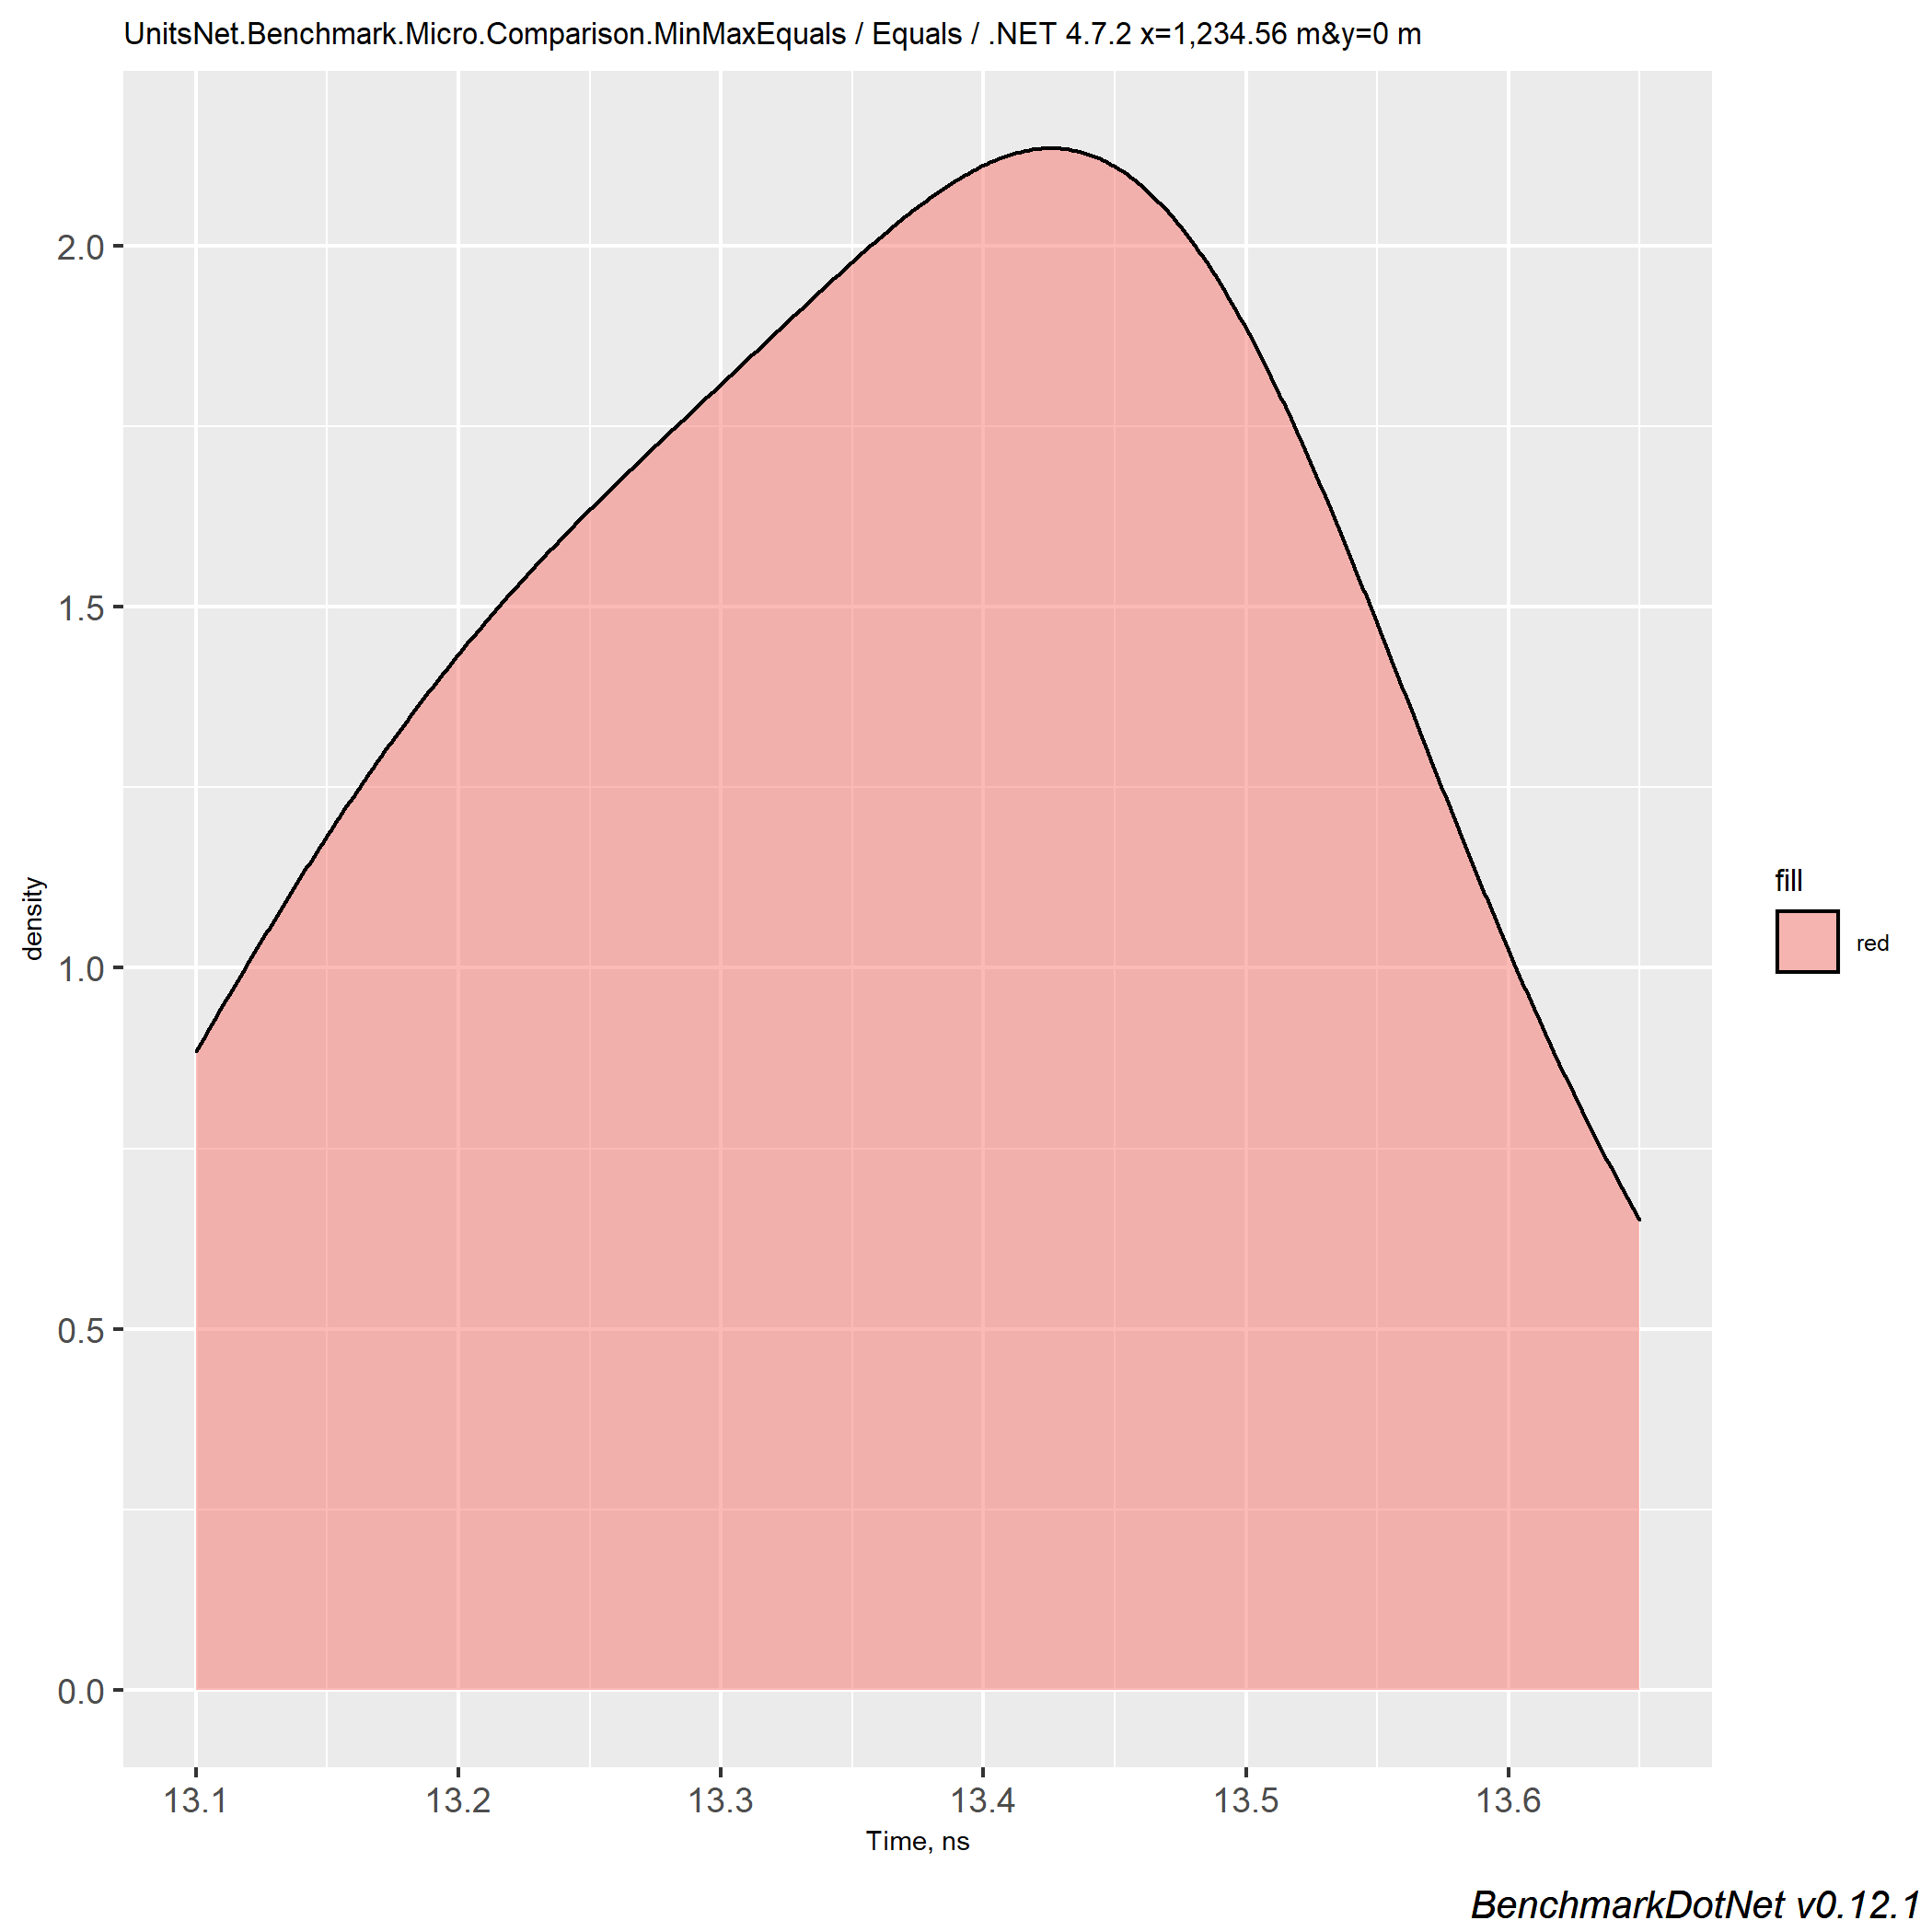 UnitsNet.Benchmark.Micro.Comparison.MinMaxEquals / Equals / .NET 4.7.2 x=1,234.56 m&y=0 m
2.0
1.5
1.0
0.5
0.0
density
13.1 13.2 13.3 13.4 13.5 13.6
Time, ns
fill
red
BenchmarkDotNet v0.12.1